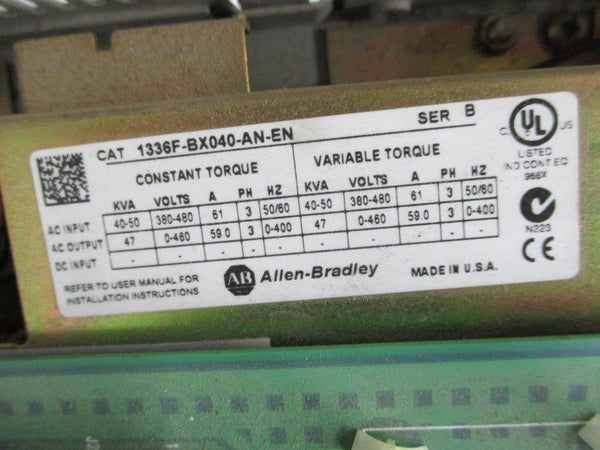 CAT 1336F-BX040-AN-EN SER B
CONSTANT TORQUE VARIABLE TORQUE
KVA VOLTS A PH HZ KVA VOLTS A PH HZ
AC INPUT 40-50 380-480 61 3 50/60 40-50 380-480 61 3 50/60
AC OUTPUT 47 0-460 59.0 3 0-400 47 0-460 59.0 3 0-400
DC INPUT - - - - - - - - - -
REFER TO USER MANUAL FOR
INSTALLATION INSTRUCTIONS
AB Allen-Bradley MADE IN U.S.A.
C UL US
LISTED
IND CONT EQ
966X
N223
CE